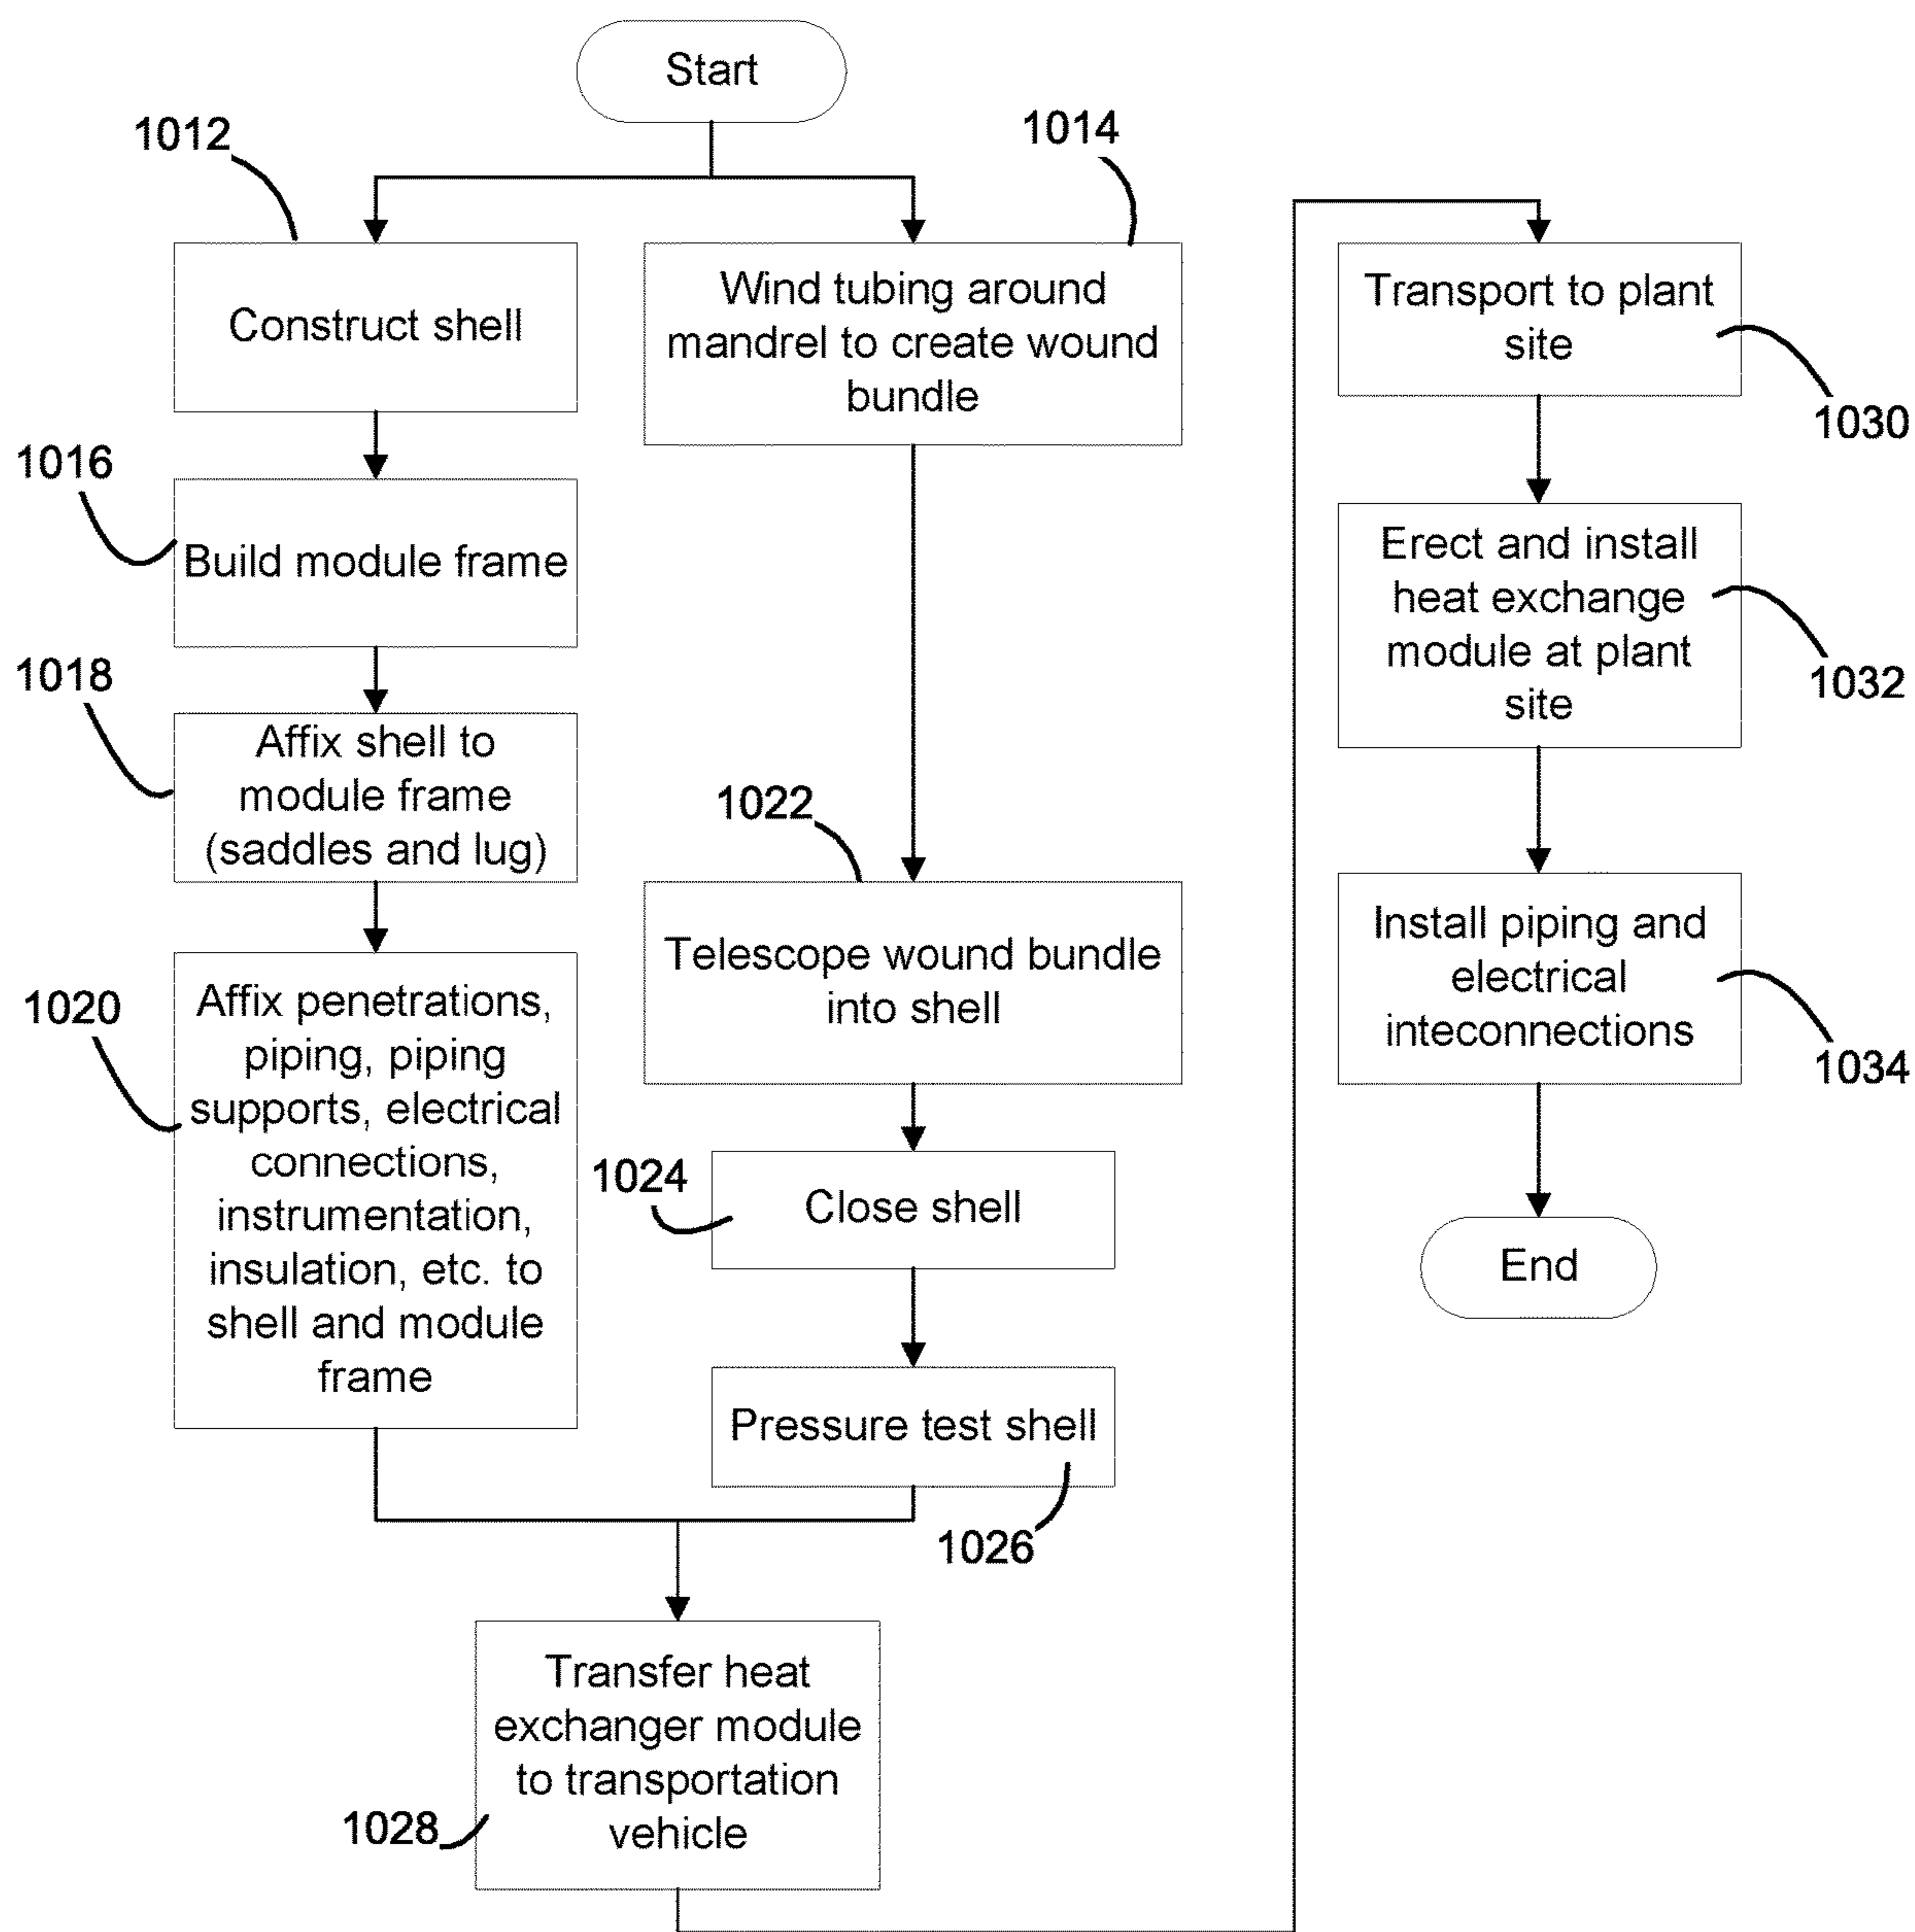 Start
1012
1014
Construct shell
Wind tubing around
mandrel to create wound
bundle
1016
Build module frame
1018
Affix shell to
module frame
(saddles and lug)
1020
Affix penetrations,
piping, piping
supports, electrical
connections,
instrumentation,
insulation, etc. to
shell and module
frame
1022
Telescope wound bundle
into shell
1024
Close shell
Pressure test shell
1026
Transfer heat
exchanger module
to transportation
vehicle
1028
Transport to plant
site
1030
Erect and install
heat exchange
module at plant
site
1032
Install piping and
electrical
inteconnections
1034
End